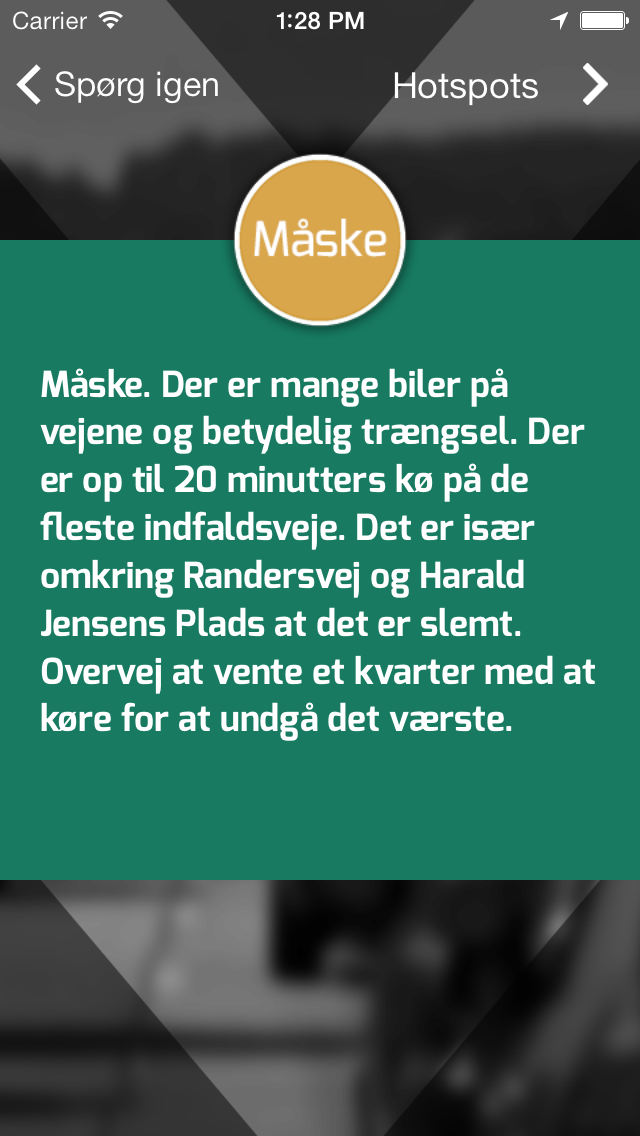 Carrier 1:28 PM
Spørg igen Hotspots
Måske
Måske. Der er mange biler på
vejene og betydelig trængsel. Der
er op til 20 minutters kø på de
fleste indfaldsveje. Det er især
omkring Randersvej og Harald
Jensens Plads at det er slemt.
Overvej at vente et kvarter med at
køre for at undgå det værste.